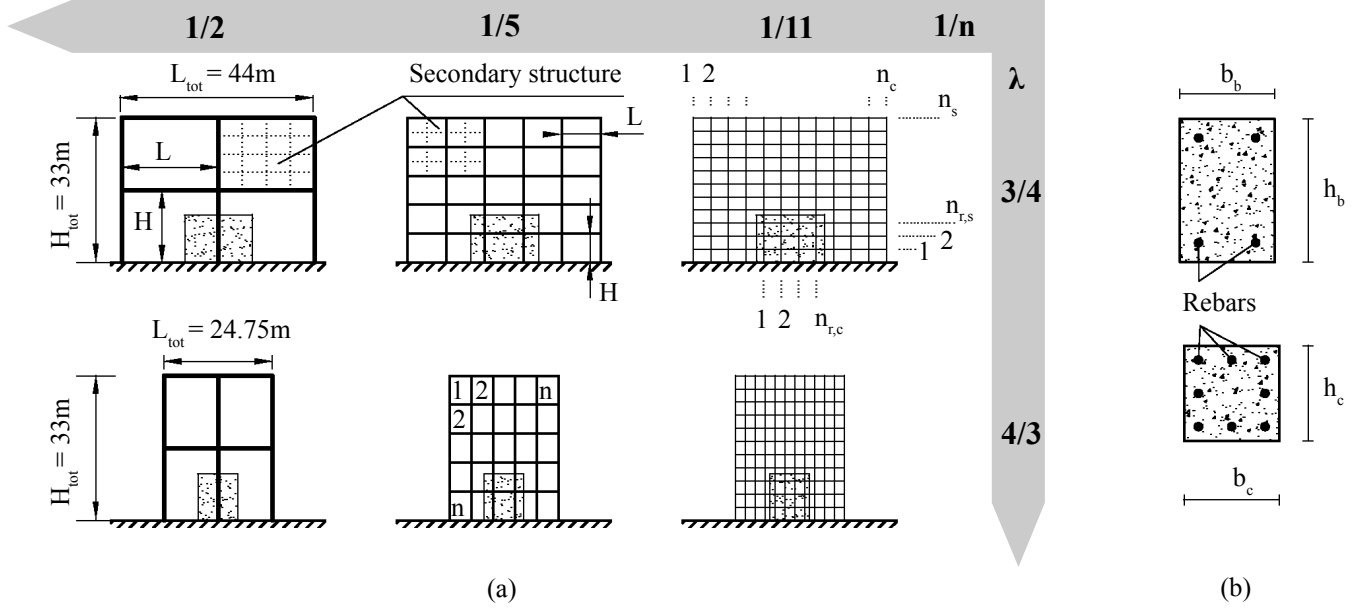 1/2 1/5 1/11 1/n
L_tot = 44m Secondary structure 1 2 n_c λ b_b
n_s
L L
H_tot = 33m 3/4 h_b
H n_r,s
2
1
H
Rebars
1 2 n_r,c
L_tot = 24.75m
1 2 n
2
H_tot = 33m 4/3 h_c
n
b_c
(a) (b)